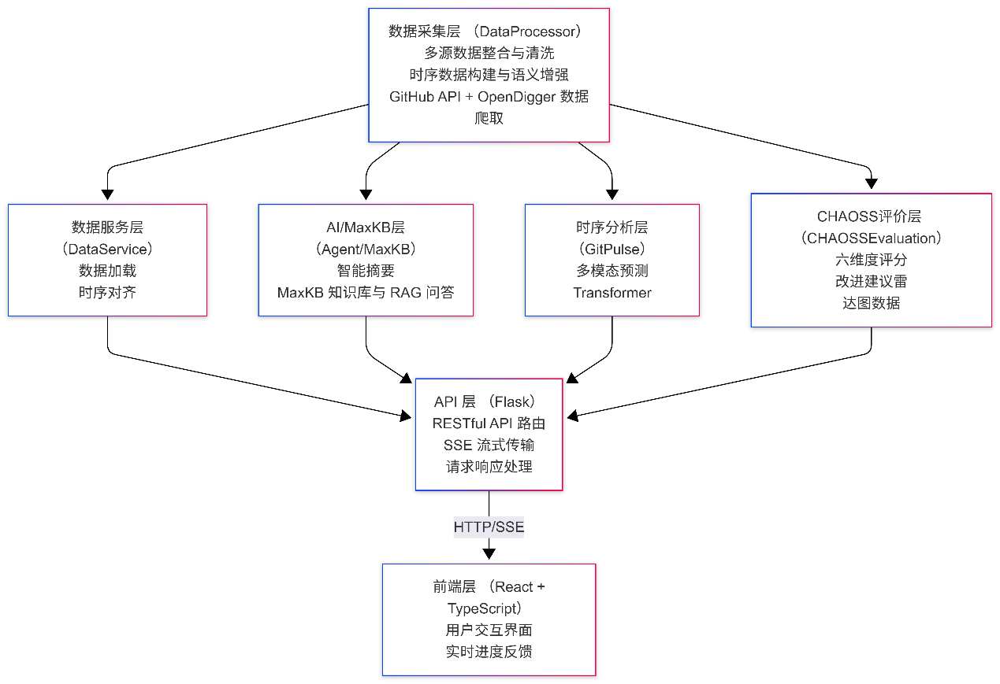 数据采集层 （DataProcessor）
多源数据整合与清洗
时序数据构建与语义增强
GitHub API + OpenDigger 数据
爬取
数据服务层
（DataService）
数据加载
时序对齐
AI/MaxKB层
（Agent/MaxKB）
智能摘要
MaxKB 知识库与 RAG 问答
时序分析层
（GitPulse）
多模态预测
Transformer
CHAOSS评价层
（CHAOSSEvaluation）
六维度评分
改进建议雷
达图数据
API 层 （Flask）
RESTful API 路由
SSE 流式传输
请求响应处理
HTTP/SSE
前端层 （React +
TypeScript）
用户交互界面
实时进度反馈